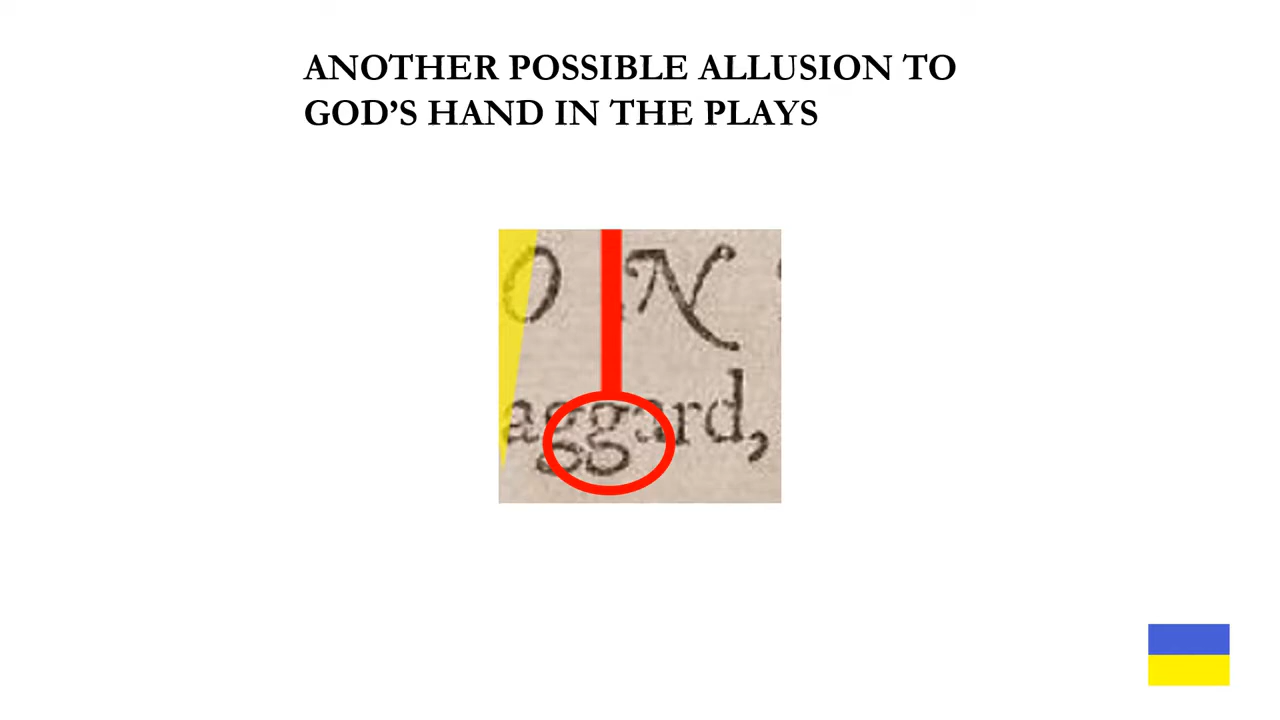 ANOTHER POSSIBLE ALLUSION TO
GOD’S HAND IN THE PLAYS
O N
aggard,